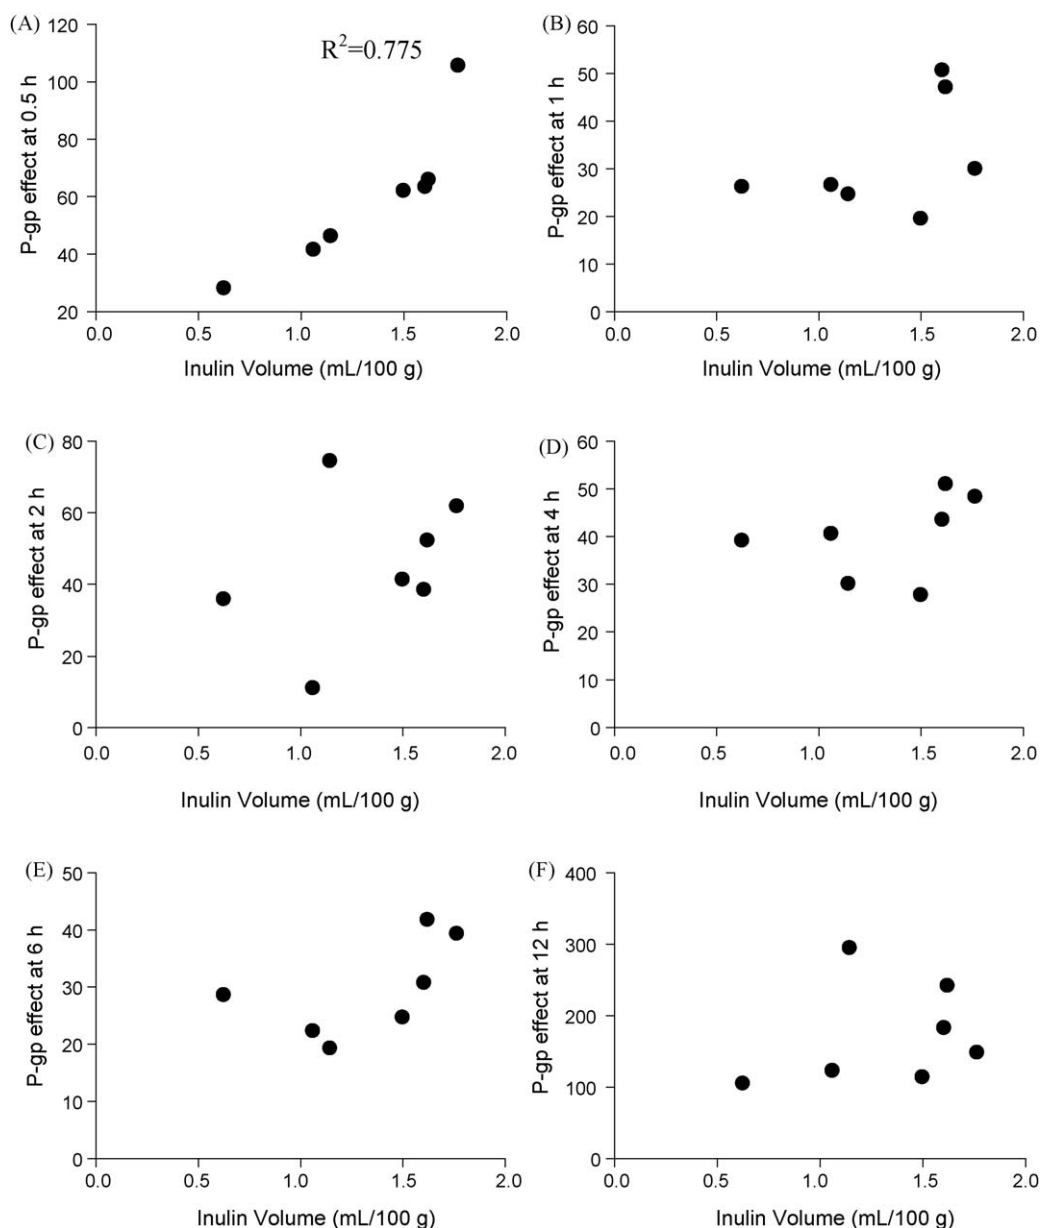 (A)
R²=0.775
P-gp effect at 0.5 h
120
100
80
60
40
20
0.0 0.5 1.0 1.5 2.0
Inulin Volume (mL/100 g)
(B)
P-gp effect at 1 h
60
50
40
30
20
10
0
0.0 0.5 1.0 1.5 2.0
Inulin Volume (mL/100 g)
(C)
P-gp effect at 2 h
80
60
40
20
0
0.0 0.5 1.0 1.5 2.0
Inulin Volume (mL/100 g)
(D)
P-gp effect at 4 h
60
50
40
30
20
10
0
0.0 0.5 1.0 1.5 2.0
Inulin Volume (mL/100 g)
(E)
P-gp effect at 6 h
50
40
30
20
10
0
0.0 0.5 1.0 1.5 2.0
Inulin Volume (mL/100 g)
(F)
P-gp effect at 12 h
400
300
200
100
0
0.0 0.5 1.0 1.5 2.0
Inulin Volume (mL/100 g)